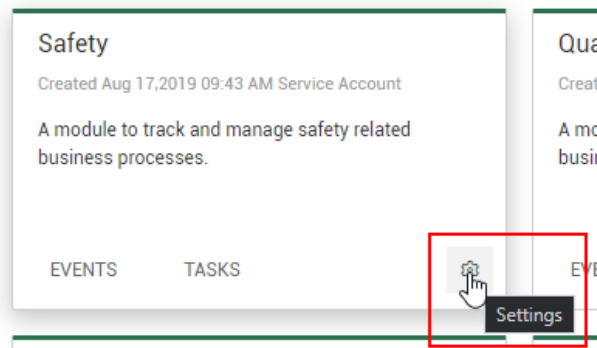 Safety
Created Aug 17,2019 09:43 AM Service Account
A module to track and manage safety related
business processes.
EVENTS TASKS
Settings